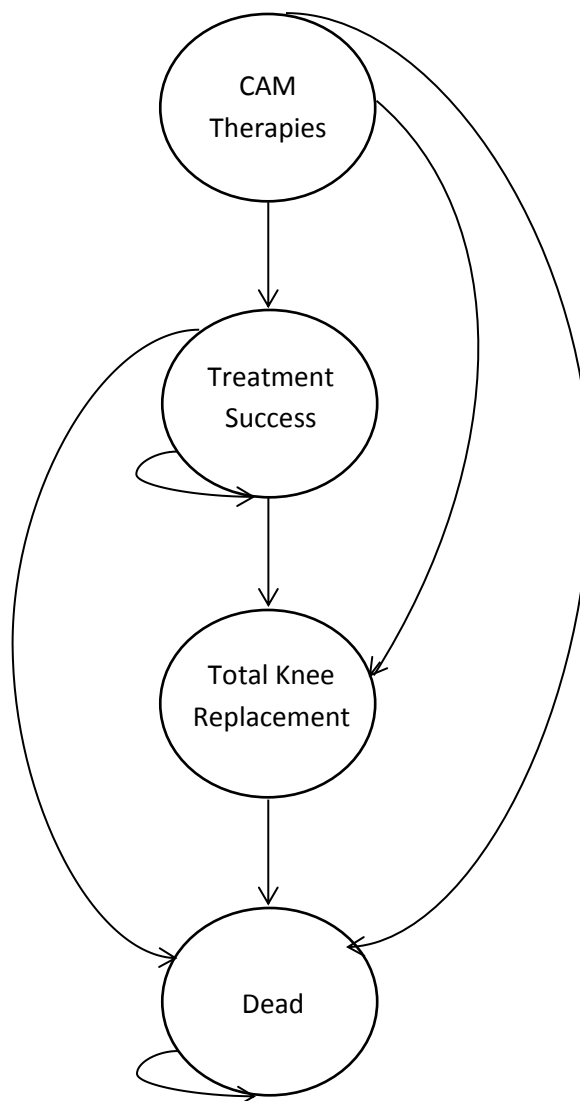 CAM
Therapies
Treatment
Success
Total Knee
Replacement
Dead